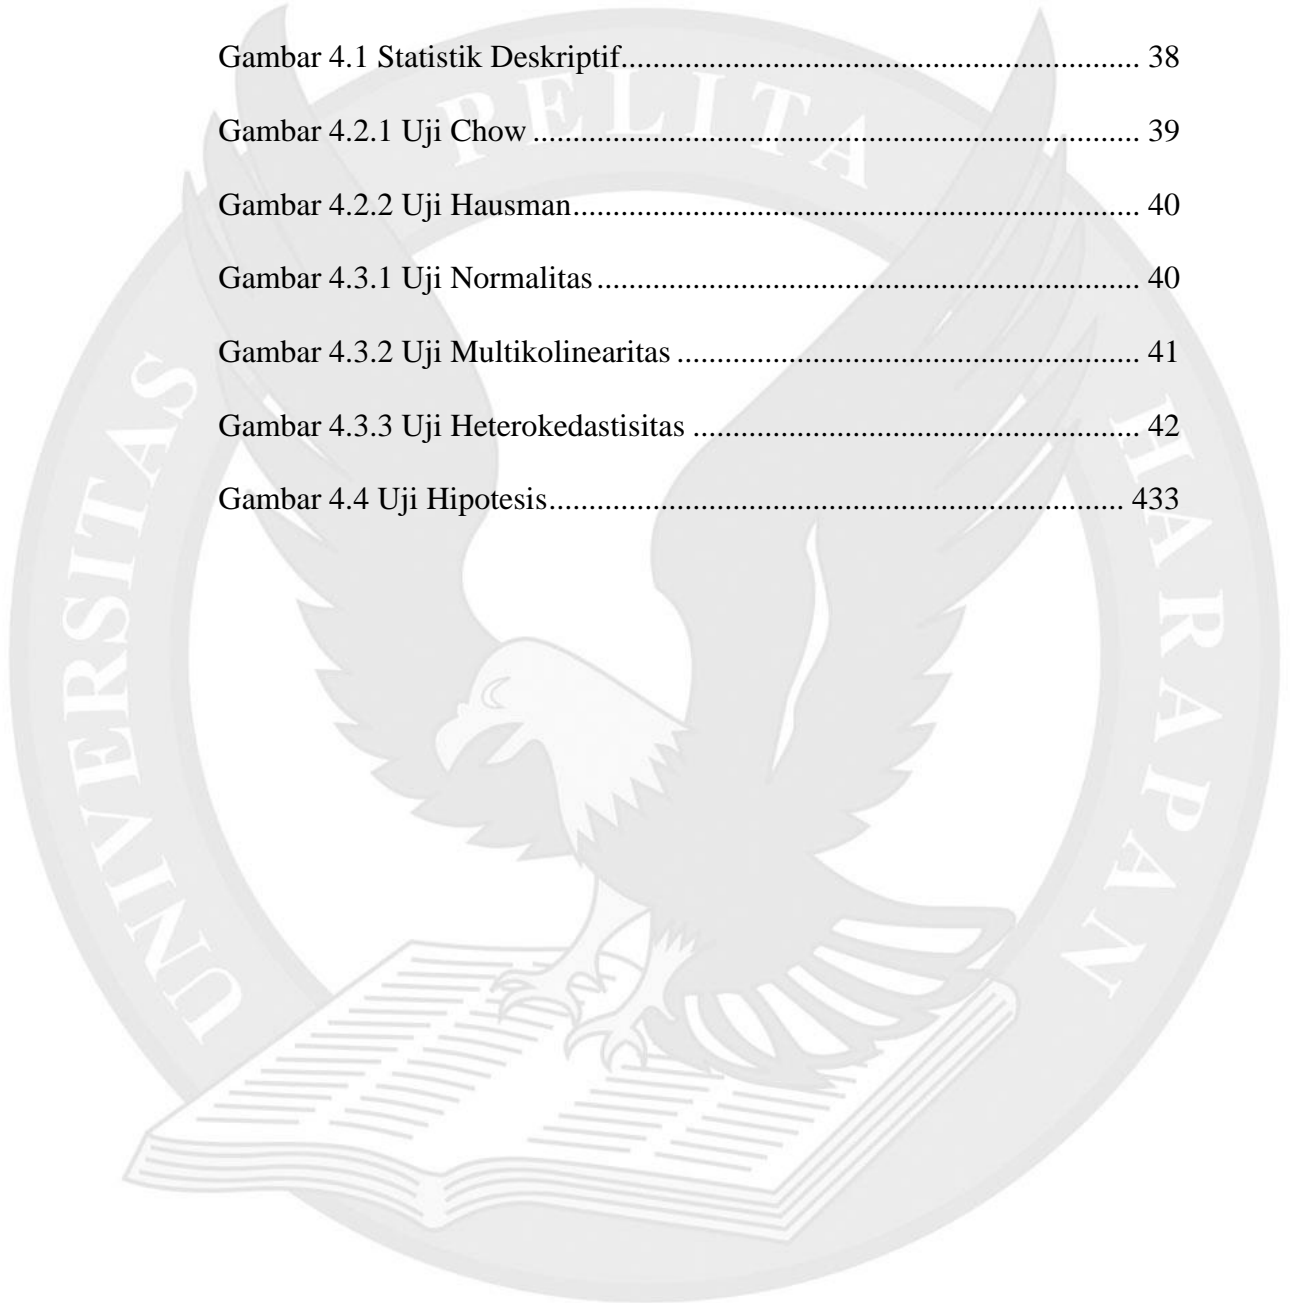 Gambar 4.1 Statistik Deskriptif................................................................. 38
Gambar 4.2.1 Uji Chow ............................................................................ 39
Gambar 4.2.2 Uji Hausman....................................................................... 40
Gambar 4.3.1 Uji Normalitas .................................................................... 40
Gambar 4.3.2 Uji Multikolinearitas .......................................................... 41
Gambar 4.3.3 Uji Heterokedastisitas ........................................................ 42
Gambar 4.4 Uji Hipotesis........................................................................ 433
UNIVERSITAS PELITA HARAPAN